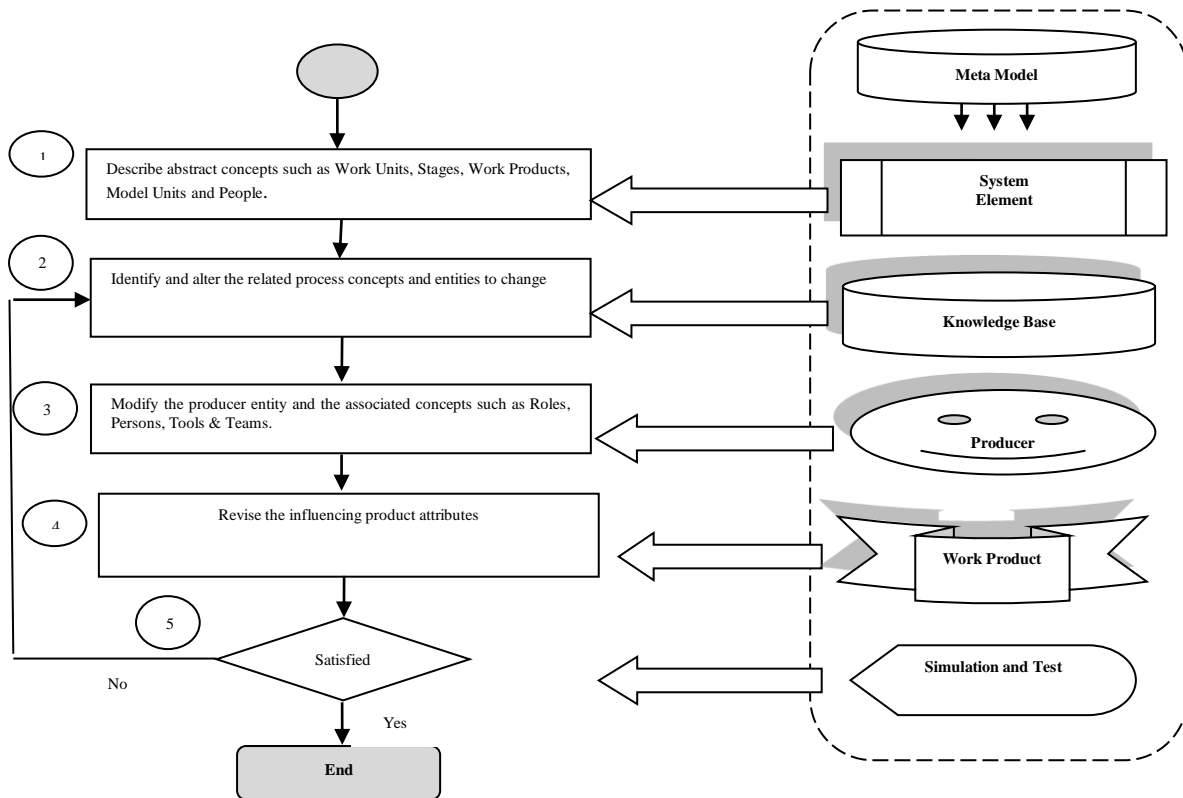 Meta Model
1
Describe abstract concepts such as Work Units, Stages, Work Products,
Model Units and People.
System
Element
2
Identify and alter the related process concepts and entities to change
Knowledge Base
3
Modify the producer entity and the associated concepts such as Roles,
Persons, Tools & Teams.
Producer
4
Revise the influencing product attributes
Work Product
5
Satisfied
Simulation and Test
No
Yes
End